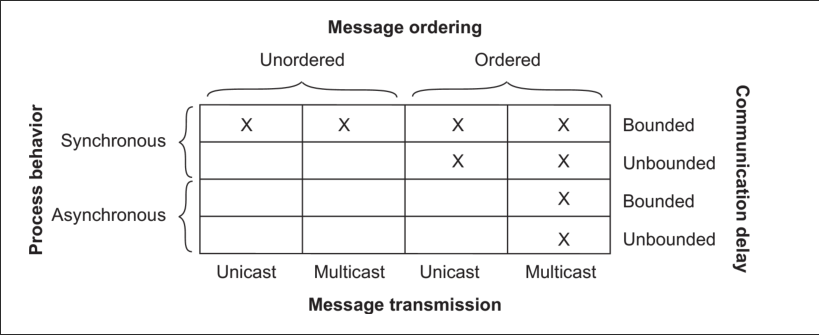 Message ordering
Unordered Ordered
Process behavior
Communication delay
Synchronous
X X X X Bounded
X X Unbounded
Asynchronous
X Bounded
X Unbounded
Unicast Multicast Unicast Multicast
Message transmission